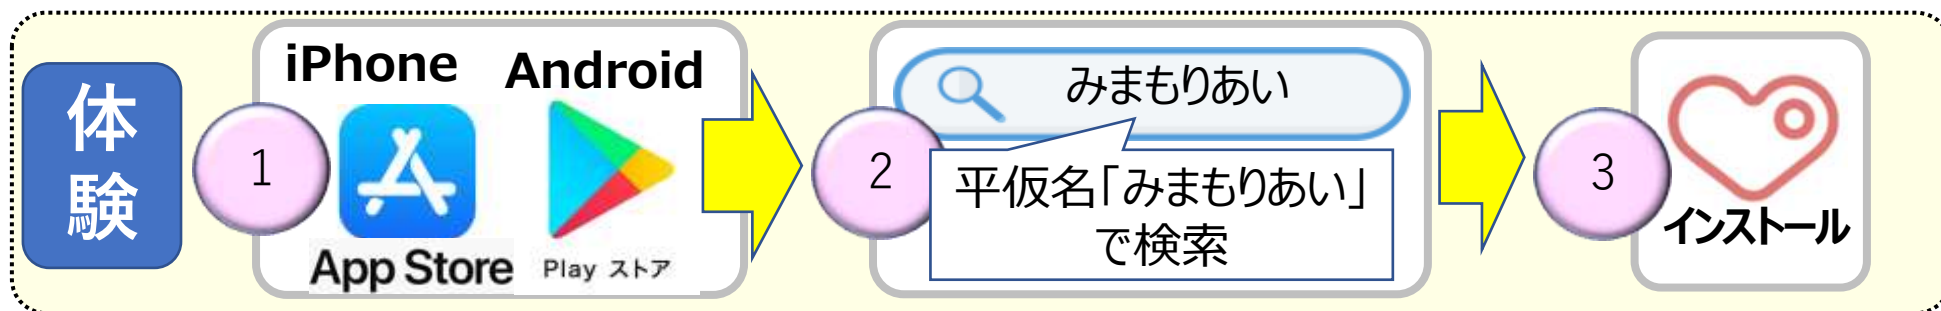 体験
1
iPhone
Android
App Store
Play ストア
2
みまもりあい
平仮名「みまもりあい」
で検索
3
インストール